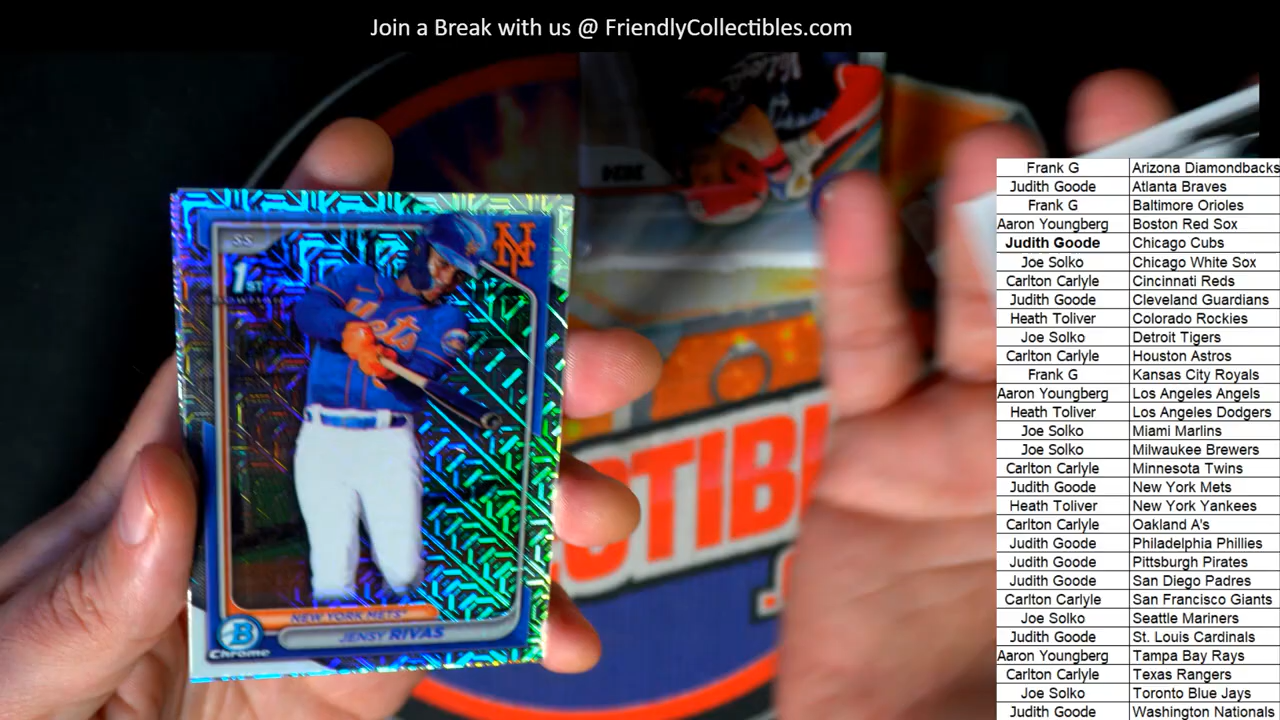 Join a Break with us @ FriendlyCollectibles.com
SS
NY
1ST
BOWMAN
Mets
NEW YORK METS
JENSY RIVAS
B
Chrome
CTIB
Frank G Arizona Diamondbacks
Judith Goode Atlanta Braves
Frank G Baltimore Orioles
Aaron Youngberg Boston Red Sox
Judith Goode Chicago Cubs
Joe Solko Chicago White Sox
Carlton Carlyle Cincinnati Reds
Judith Goode Cleveland Guardians
Heath Toliver Colorado Rockies
Joe Solko Detroit Tigers
Carlton Carlyle Houston Astros
Frank G Kansas City Royals
Aaron Youngberg Los Angeles Angels
Heath Toliver Los Angeles Dodgers
Joe Solko Miami Marlins
Joe Solko Milwaukee Brewers
Carlton Carlyle Minnesota Twins
Judith Goode New York Mets
Heath Toliver New York Yankees
Carlton Carlyle Oakland A's
Judith Goode Philadelphia Phillies
Judith Goode Pittsburgh Pirates
Judith Goode San Diego Padres
Carlton Carlyle San Francisco Giants
Joe Solko Seattle Mariners
Judith Goode St. Louis Cardinals
Aaron Youngberg Tampa Bay Rays
Carlton Carlyle Texas Rangers
Joe Solko Toronto Blue Jays
Judith Goode Washington Nationals